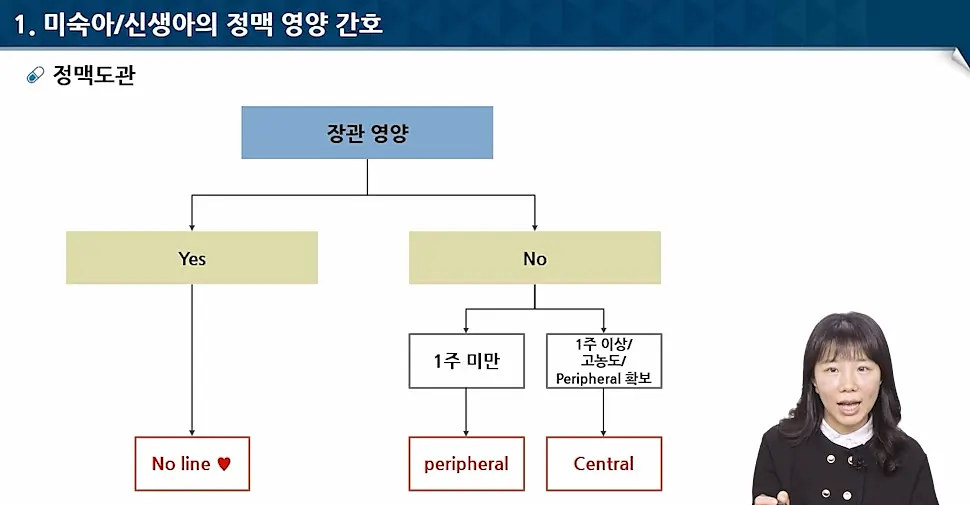 1. 미숙아/신생아의 정맥 영양 간호
정맥도관
장관 영양
Yes
No
1주 미만
1주 이상/
고농도/
Peripheral 확보
No line ♥
peripheral
Central